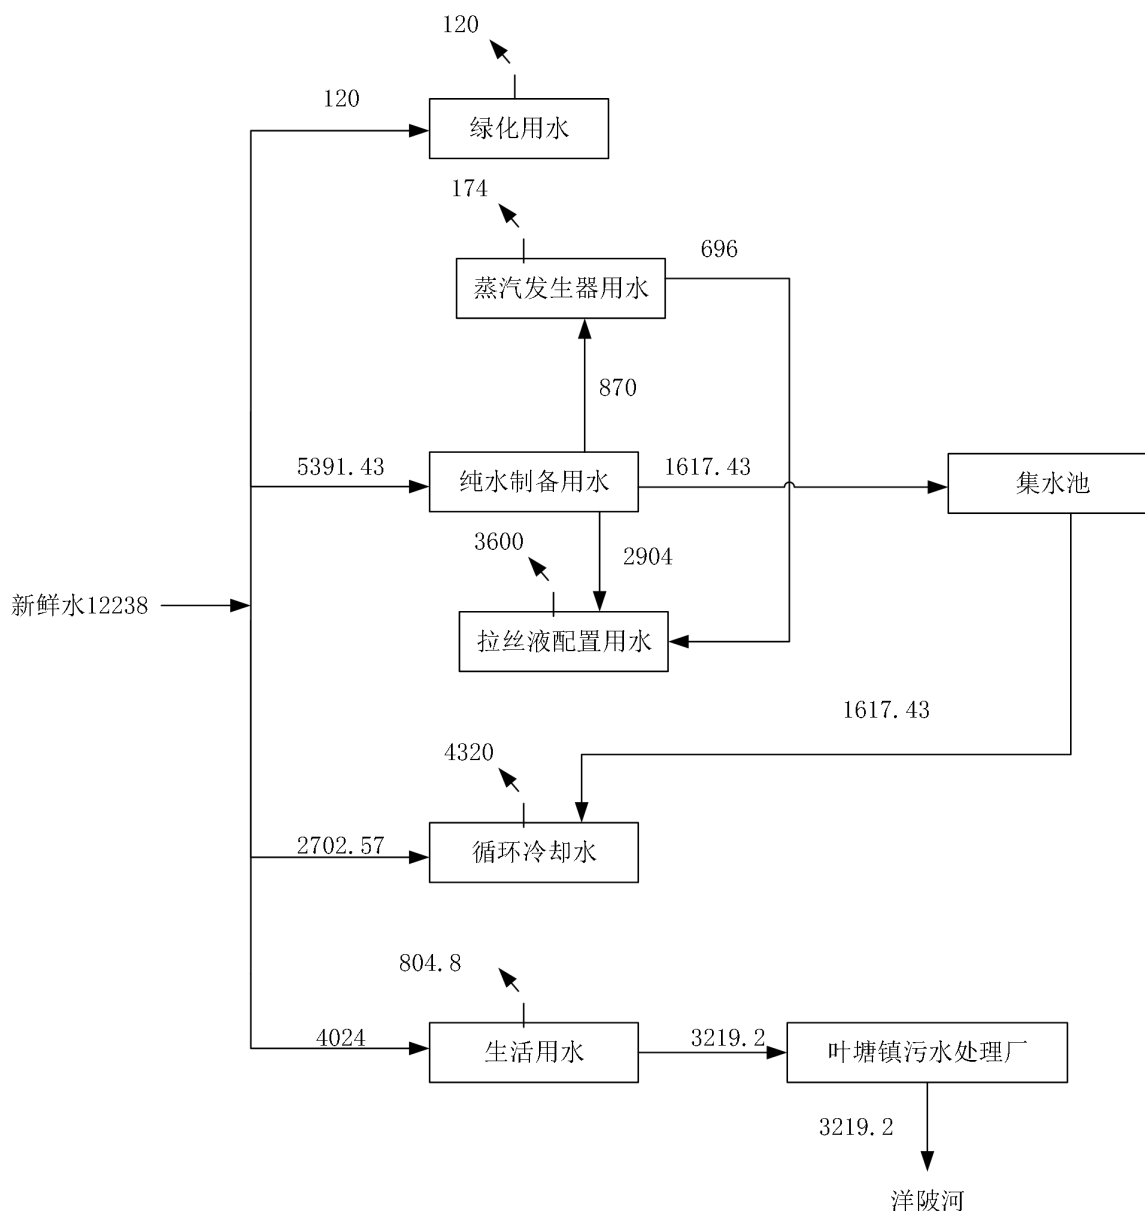 120
120
绿化用水
174
696
蒸汽发生器用水
870
5391.43
纯水制备用水
1617.43
集水池
3600
2904
新鲜水12238
拉丝液配置用水
1617.43
4320
2702.57
循环冷却水
804.8
4024
生活用水
3219.2
叶塘镇污水处理厂
3219.2
洋陂河